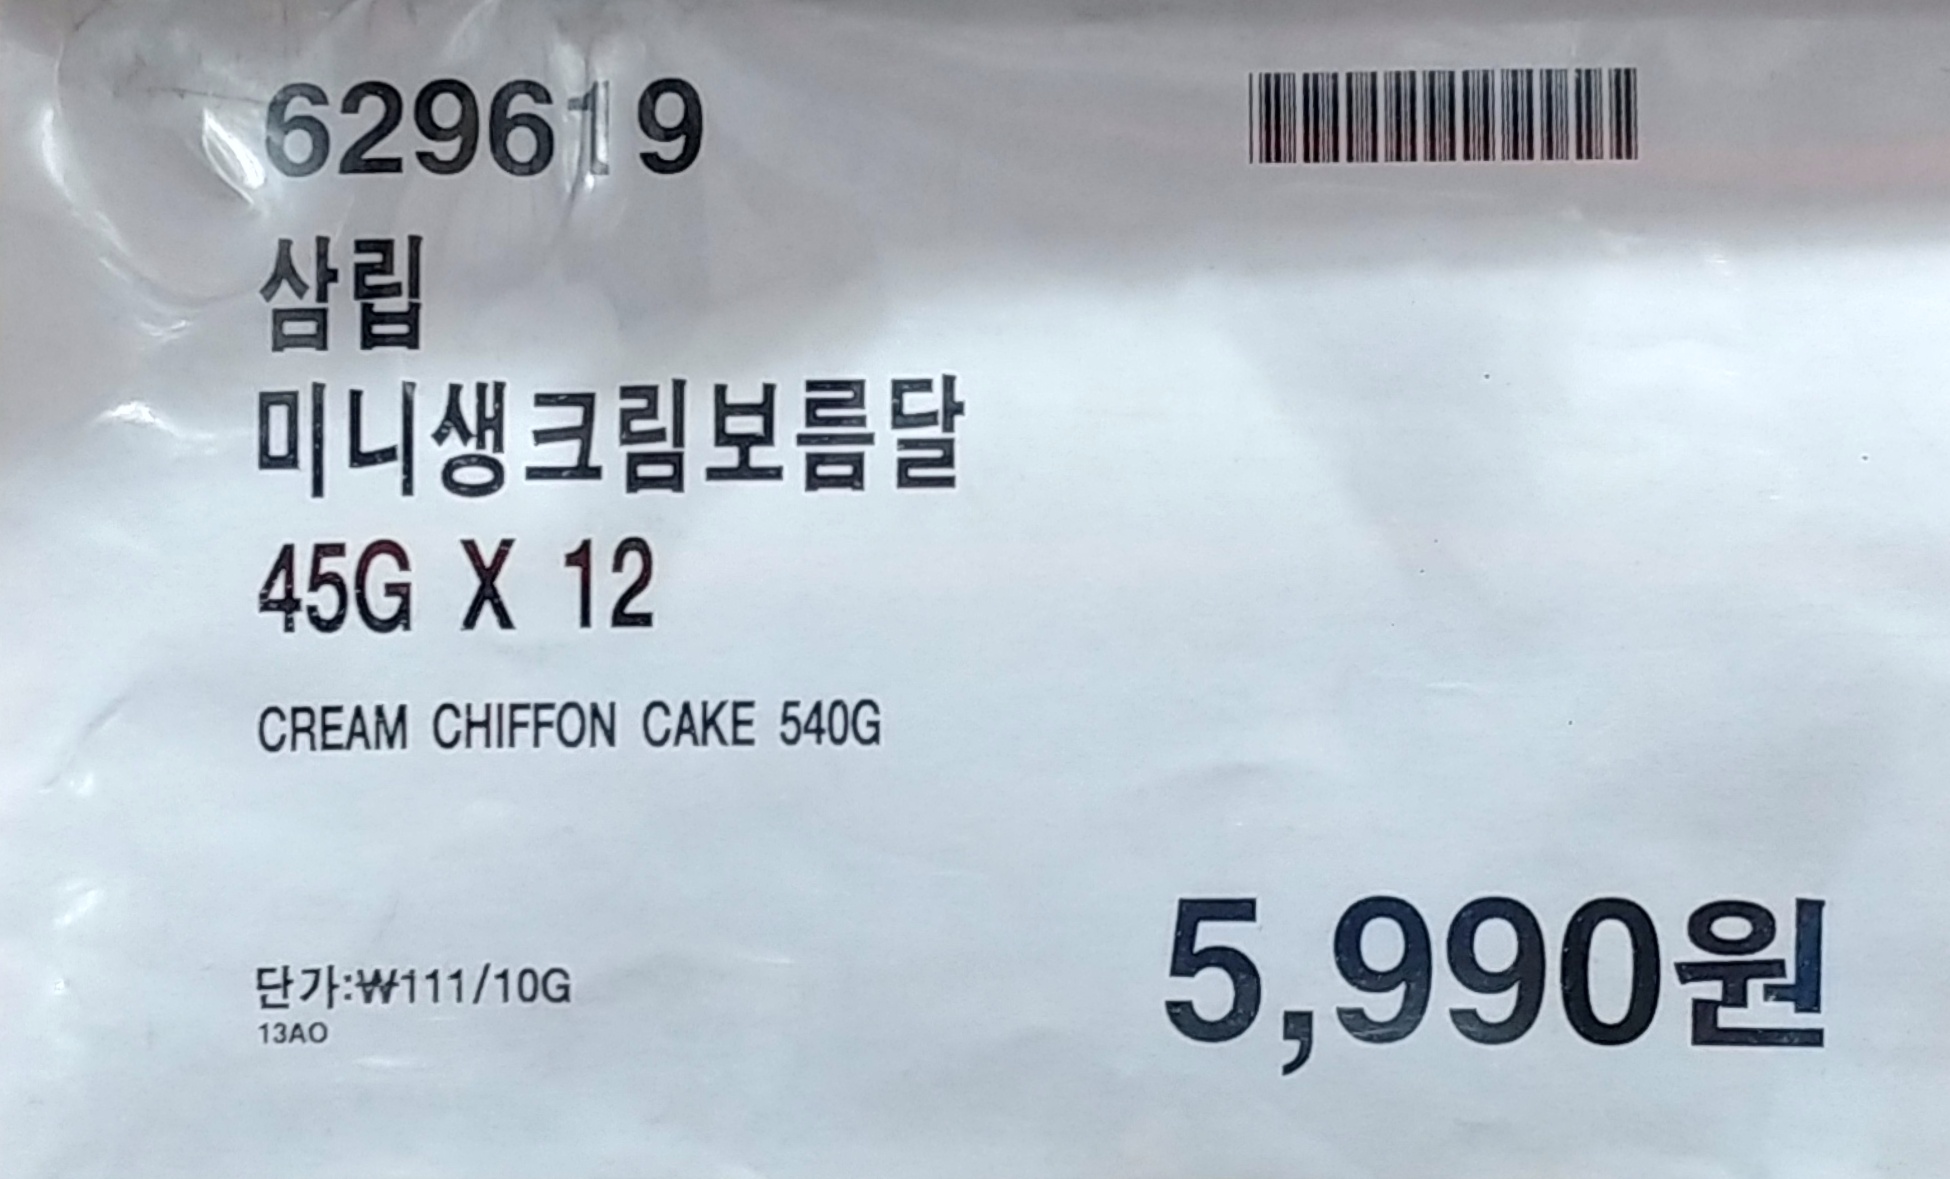 629619
삼립
미니생크림보름달
45G X 12
CREAM CHIFFON CAKE 540G
5,990원
단가:₩111/10G
13AO